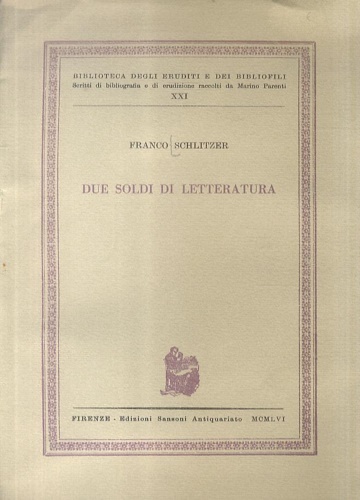 BIBLIOTECA DEGLI ERUDITI E DEI BIBLIOFILI
Scritti di bibliografia e di erudizione raccolti da Marino Parenti
XXI
FRANCO SCHLITZER
DUE SOLDI DI LETTERATURA
FIRENZE - Edizioni Sansoni Antiquariato MCMLVI